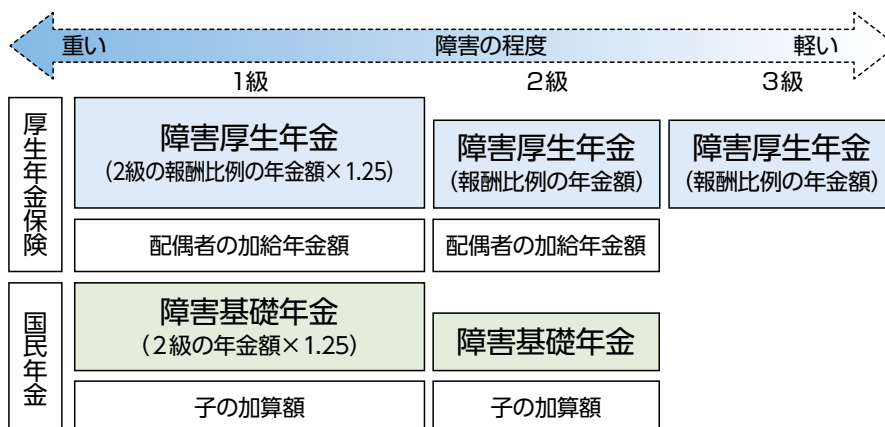 重い 障害の程度 軽い
1級 2級 3級
厚生年金保険
障害厚生年金
(2級の報酬比例の年金額×1.25)
障害厚生年金
(報酬比例の年金額)
障害厚生年金
(報酬比例の年金額)
配偶者の加給年金額
配偶者の加給年金額
国民年金
障害基礎年金
(2級の年金額×1.25)
障害基礎年金
子の加算額
子の加算額